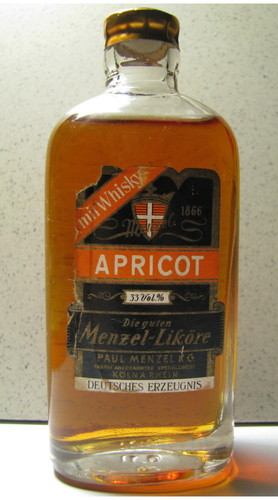 mit Whisky
1866
APRICOT
33 Vol.%
Die guten
Menzel-Liköre
PAUL MENZEL K.G.
KÖLN A/RHEIN
DEUTSCHES ERZEUGNIS